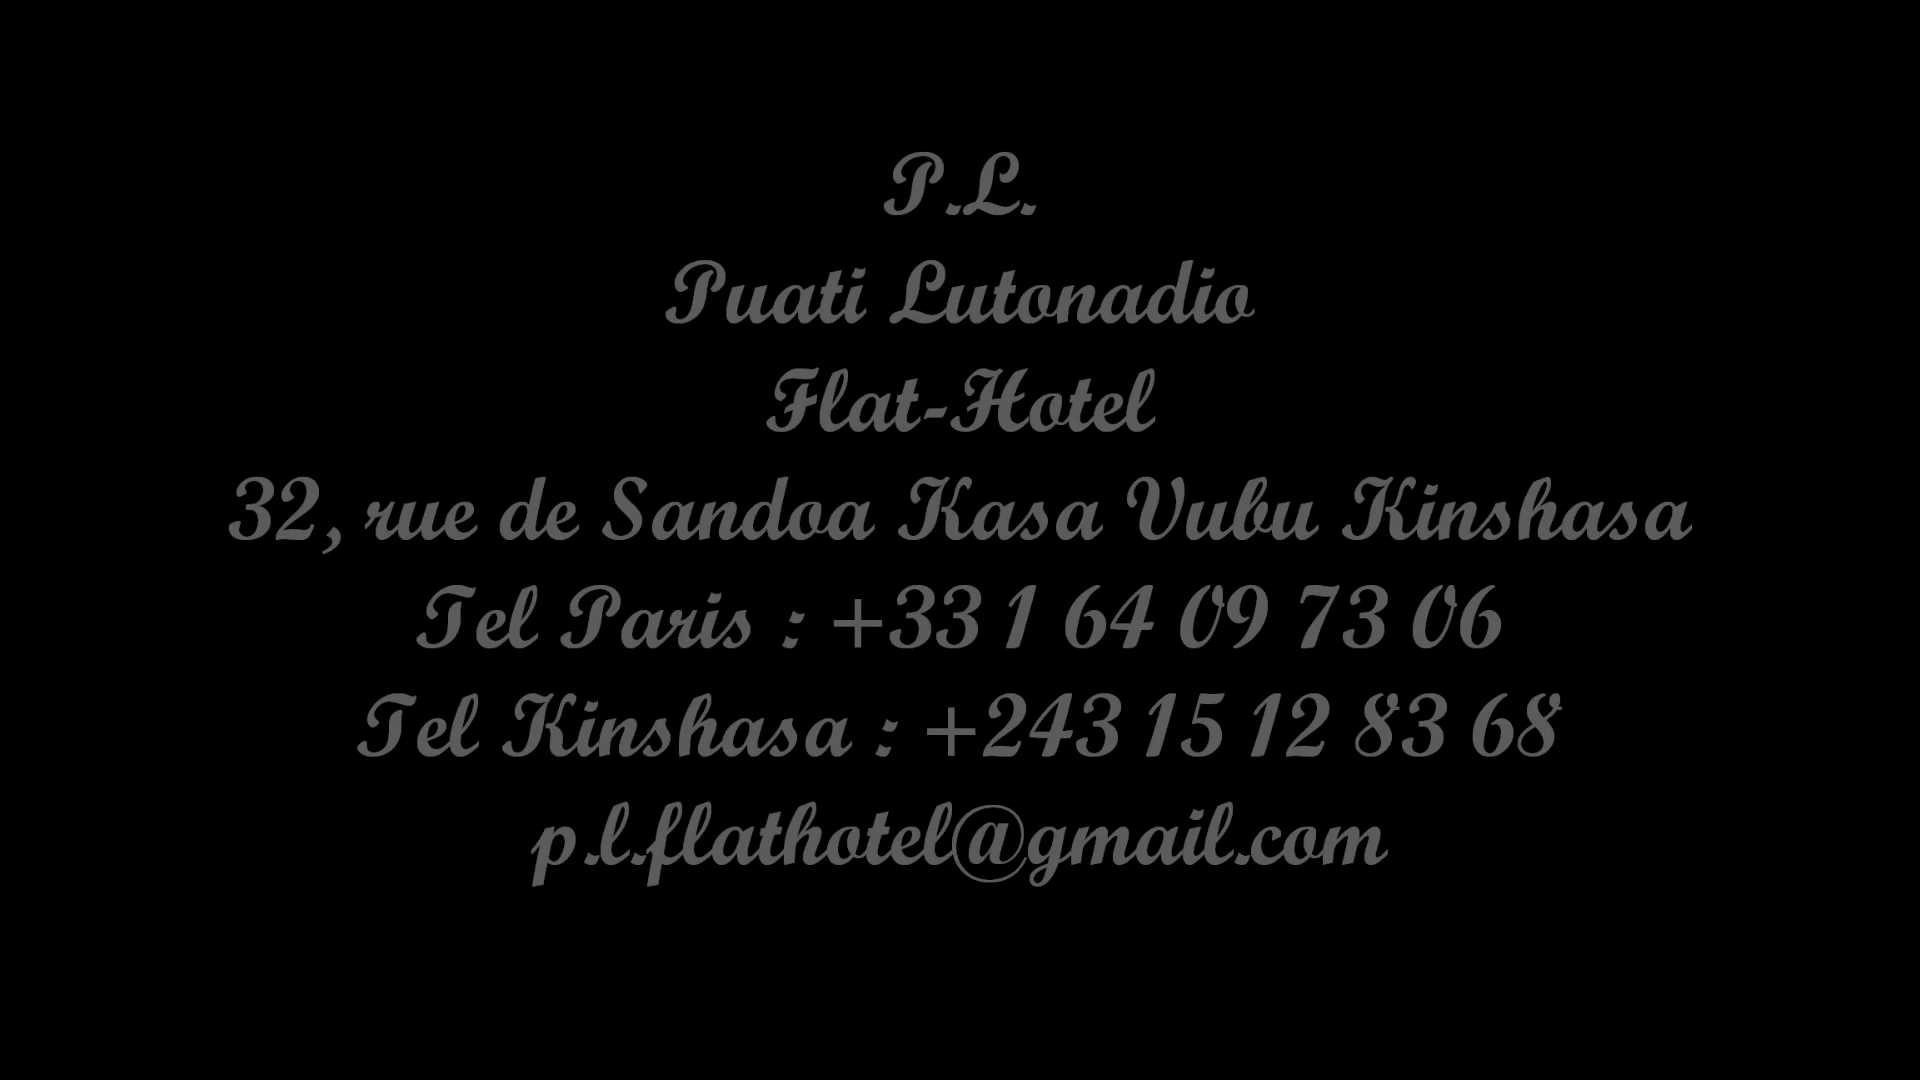 P.L.
Puati Lutonadio
Flat-Hotel
32, rue de Sandoa Kasa Vubu Kinshasa
Tel Paris : +33 1 64 09 73 06
Tel Kinshasa : +243 15 12 83 68
p.l.flathotel@gmail.com